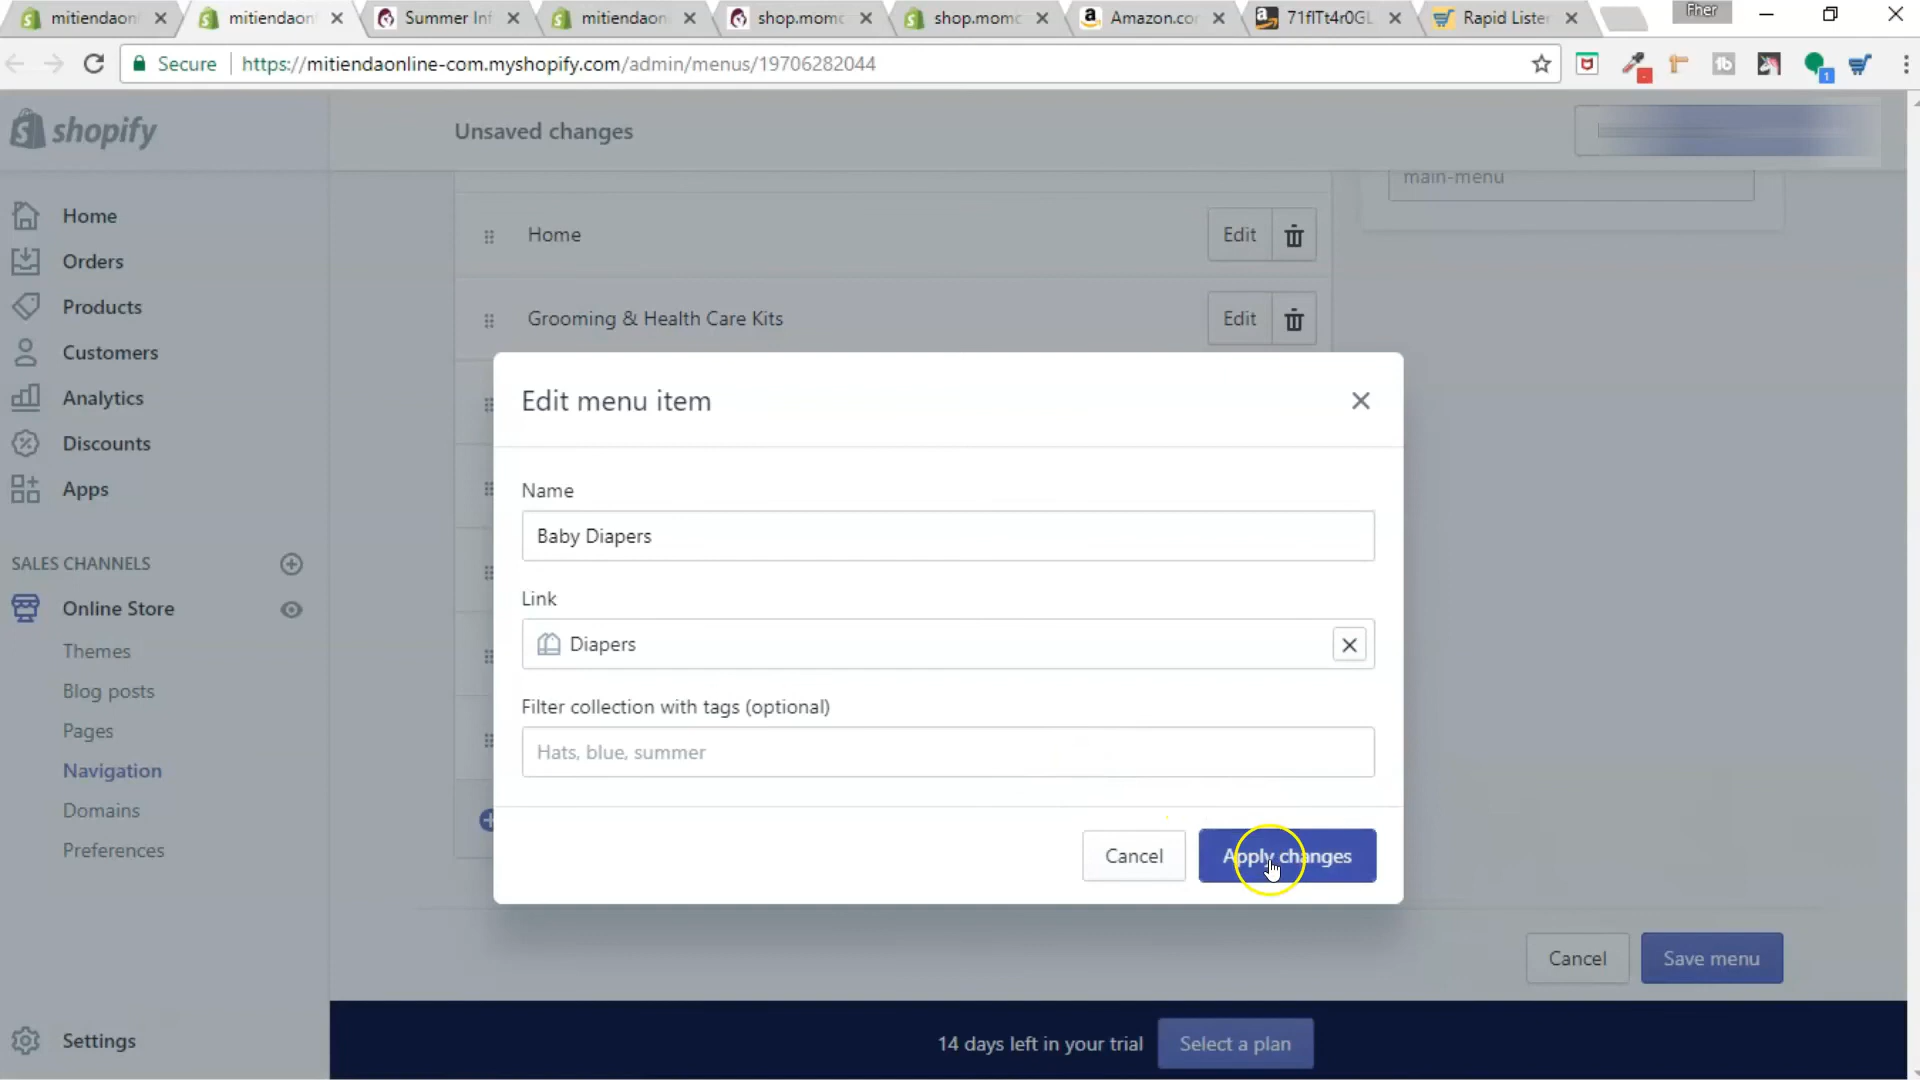 mitiendaon
mitiendaon
Summer Inf
mitiendaon
shop.momc
shop.momc
Amazon.co
71fITt4r0GL
Rapid Liste
Fher
Secure
https://mitiendaonline-com.myshopify.com/admin/menus/19706282044
1
shopify
Unsaved changes
main-menu
Home
Orders
Products
Customers
Analytics
Discounts
Apps
SALES CHANNELS
Online Store
Themes
Blog posts
Pages
Navigation
Domains
Preferences
Settings
Home
Edit
Grooming & Health Care Kits
Edit
Edit menu item
Name
Baby Diapers
Link
Diapers
Filter collection with tags (optional)
Hats, blue, summer
Cancel
Apply changes
Cancel
Save menu
14 days left in your trial
Select a plan